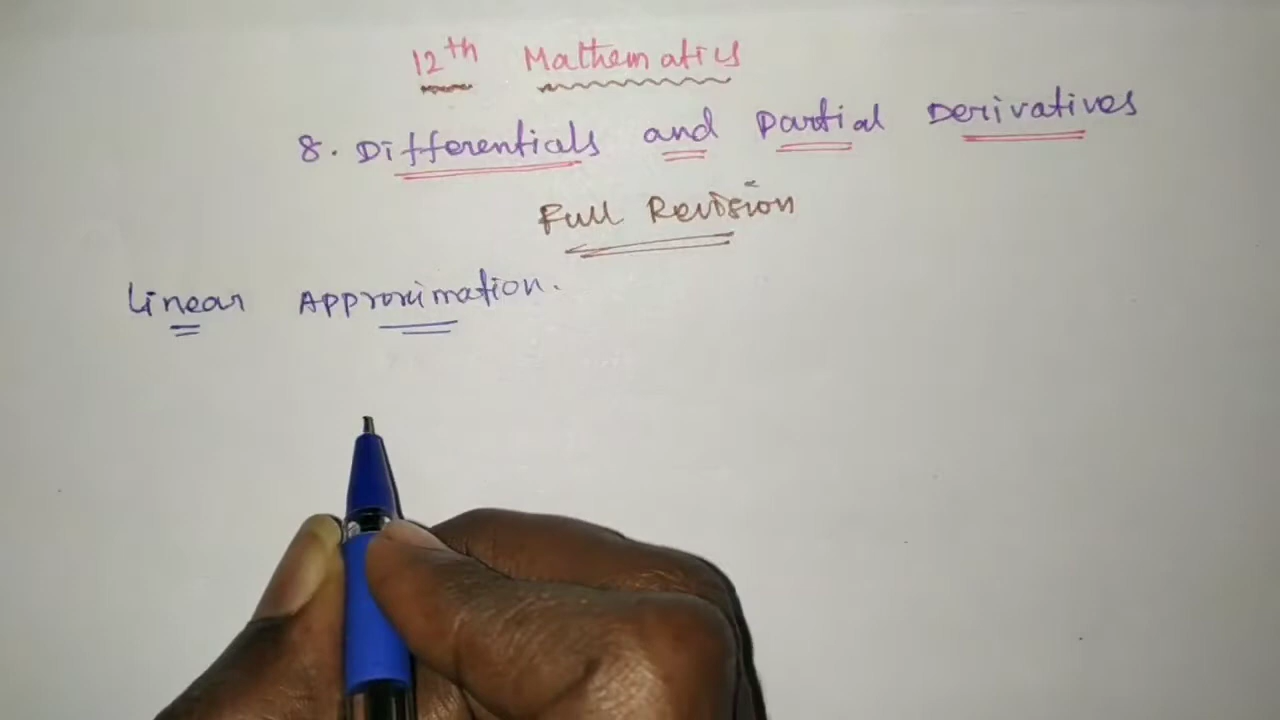 12th Mathematics
8. Differentials and Partial Derivatives
Full Revision
Linear Approximation.